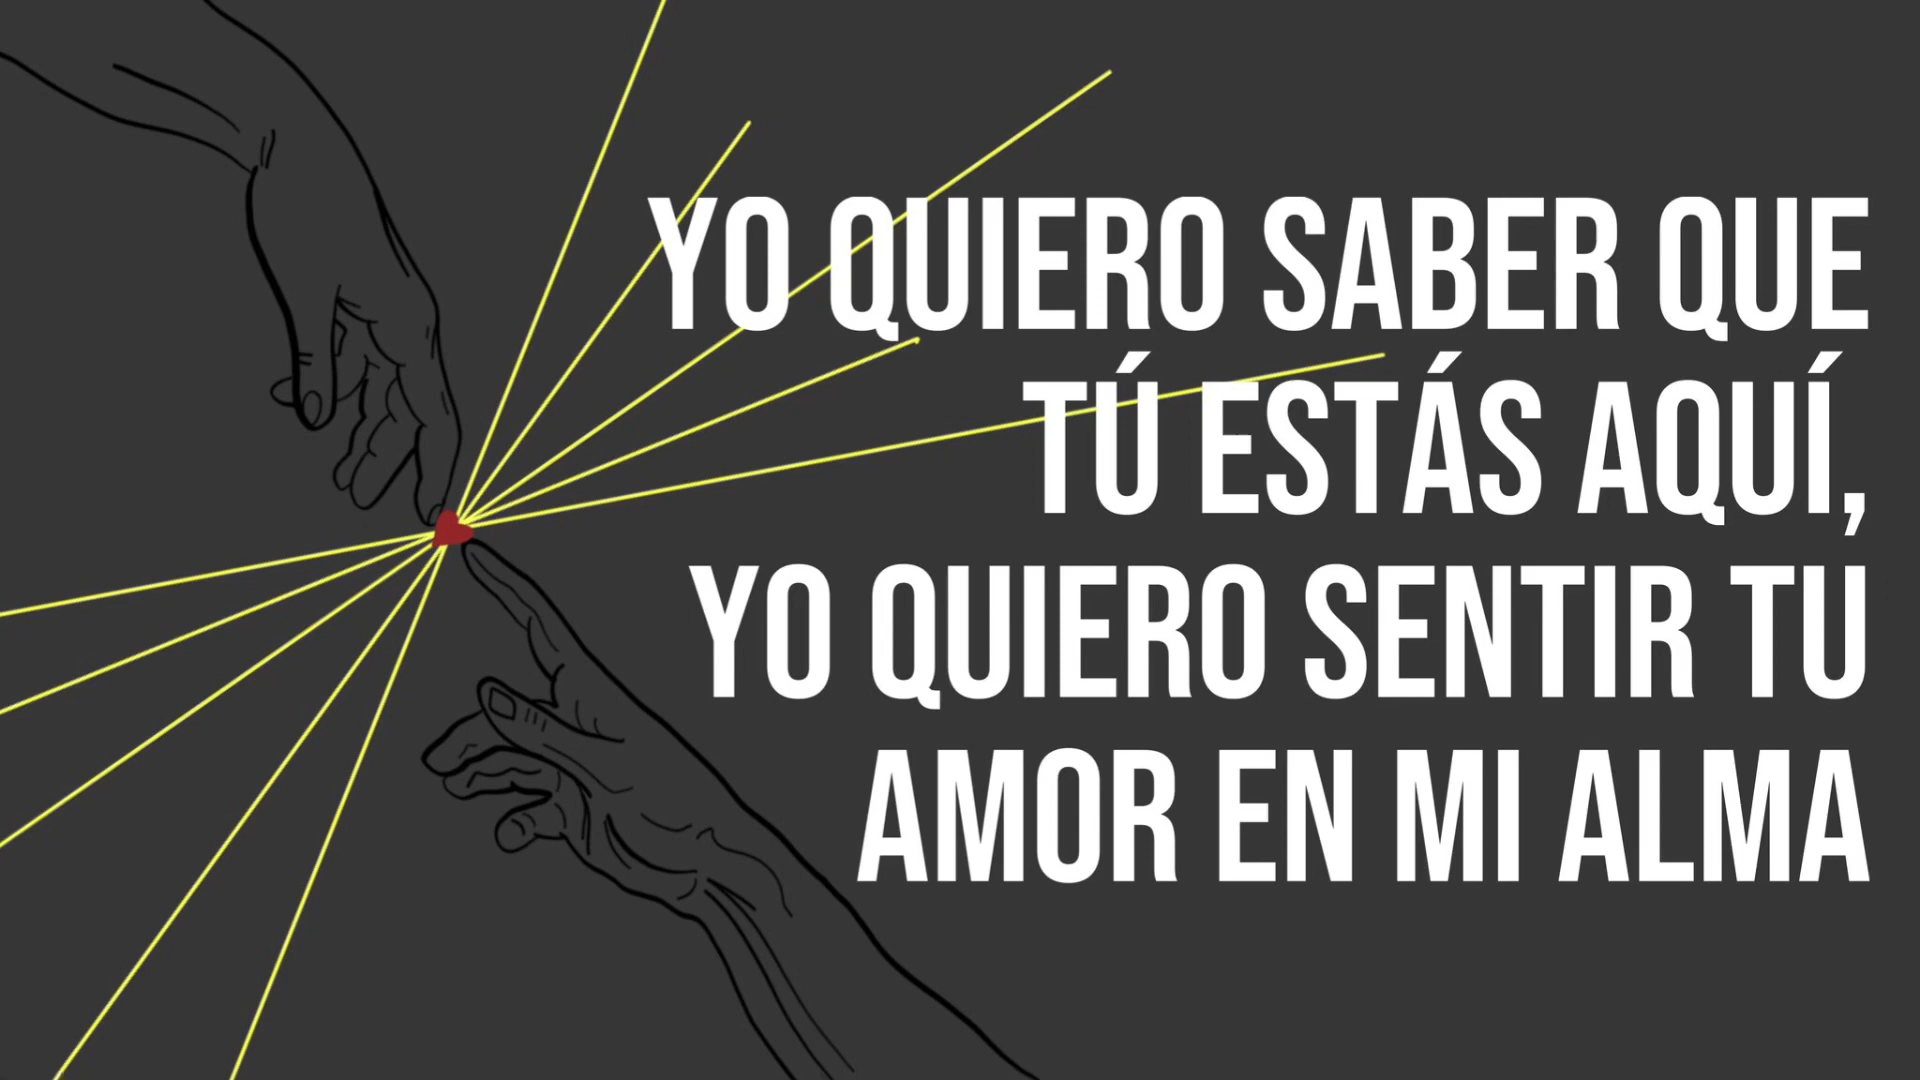 YO QUIERO SABER QUE
TÚ ESTÁS AQUÍ,
YO QUIERO SENTIR TU
AMOR EN MI ALMA